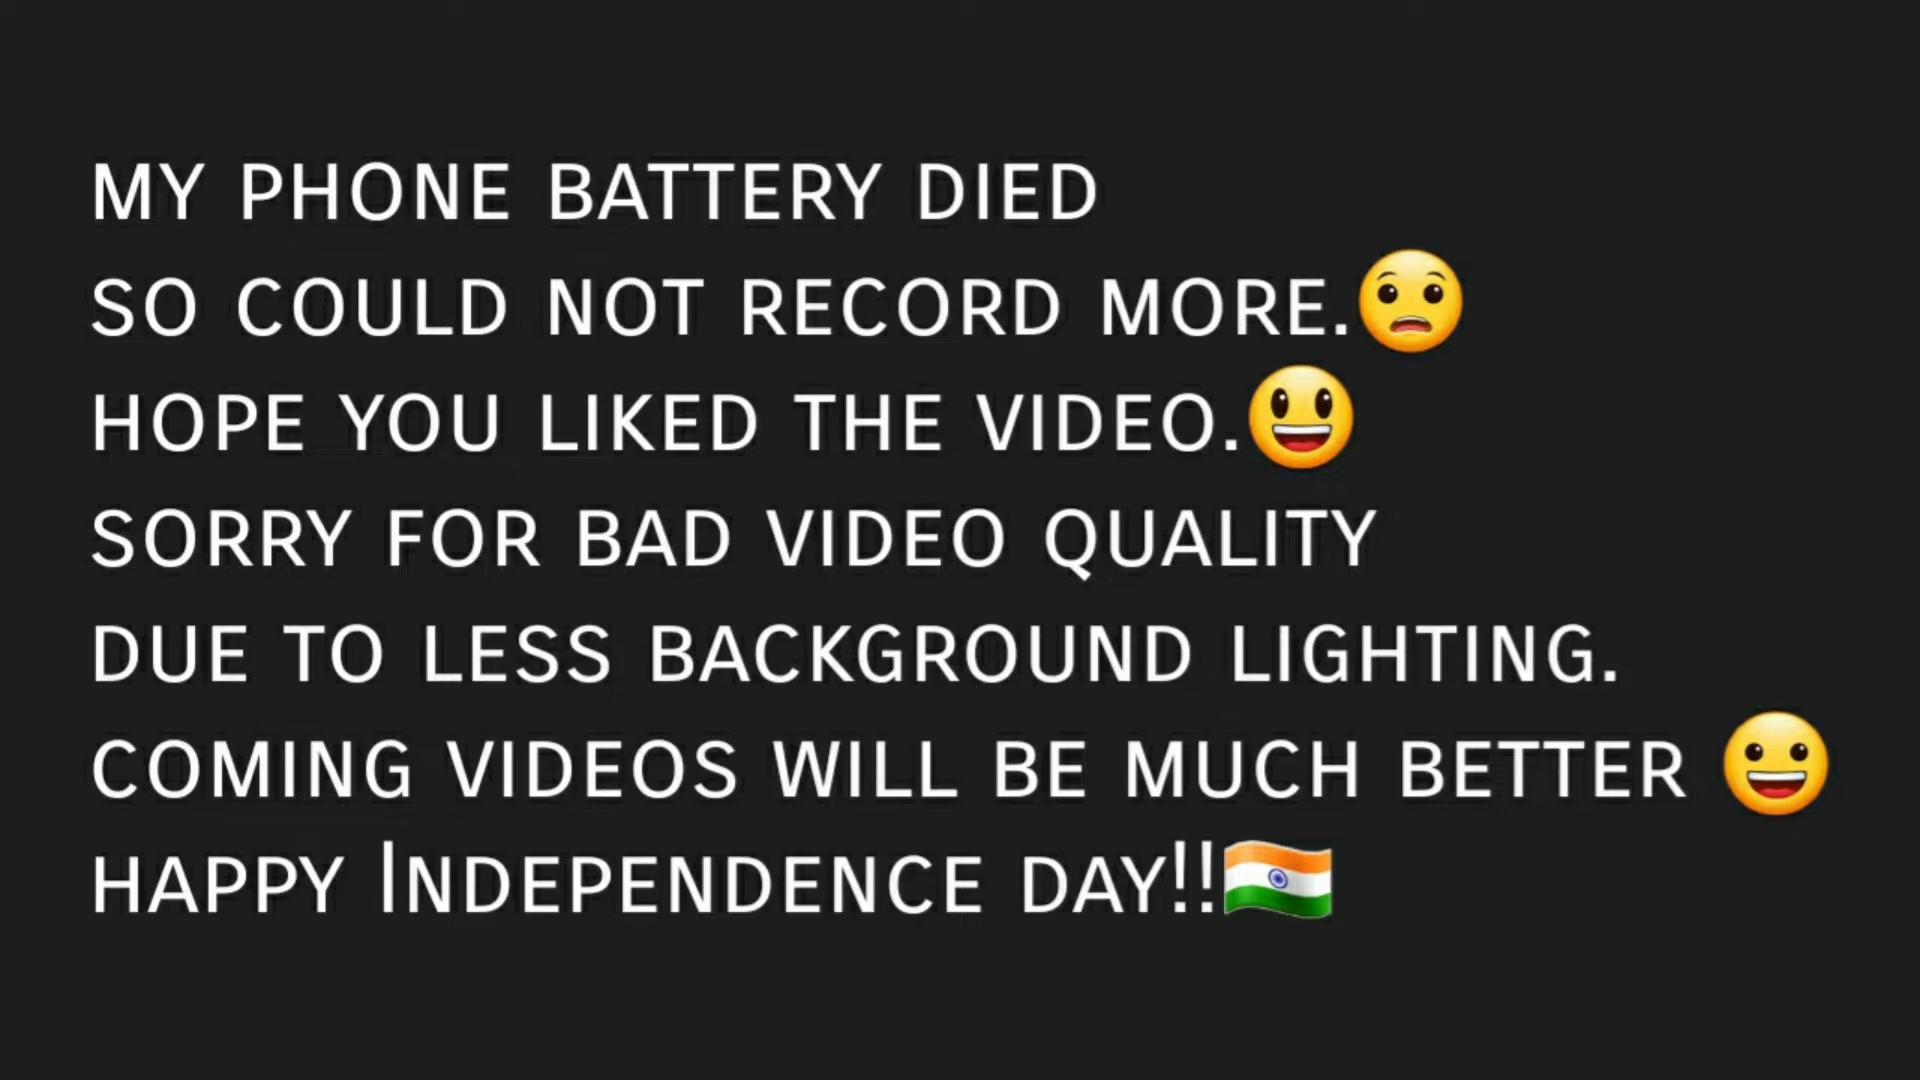 MY PHONE BATTERY DIED
SO COULD NOT RECORD MORE.😦
HOPE YOU LIKED THE VIDEO.😃
SORRY FOR BAD VIDEO QUALITY
DUE TO LESS BACKGROUND LIGHTING.
COMING VIDEOS WILL BE MUCH BETTER 😀
HAPPY INDEPENDENCE DAY!!🇮🇳